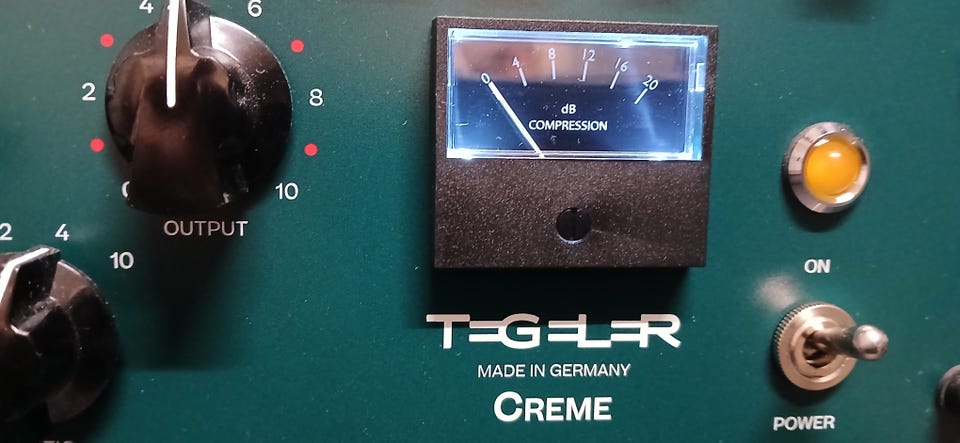 4 6
2 8
0 10
OUTPUT
2 4
10
0 4 8 12 16 20
dB
COMPRESSION
TEGELER
MADE IN GERMANY
CREME
ON
POWER